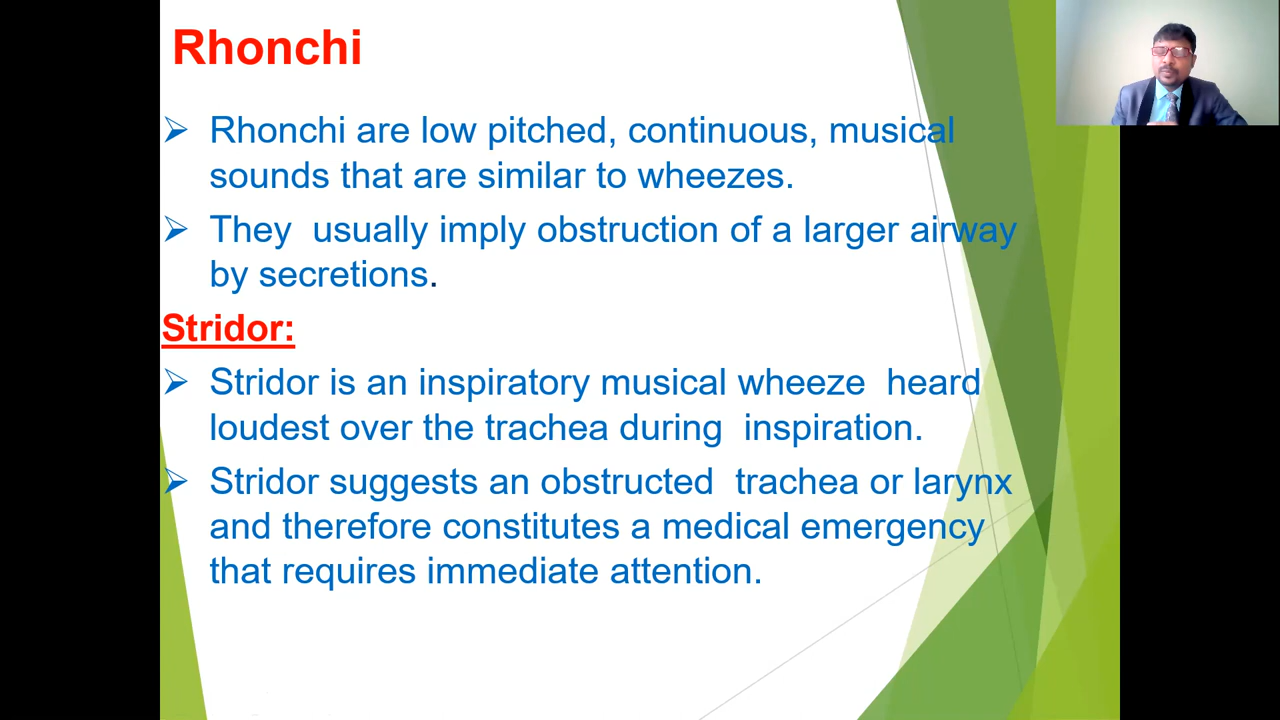 Rhonchi
Rhonchi are low pitched, continuous, musical
sounds that are similar to wheezes.
They usually imply obstruction of a larger airway
by secretions.
Stridor:
Stridor is an inspiratory musical wheeze heard
loudest over the trachea during inspiration.
Stridor suggests an obstructed trachea or larynx
and therefore constitutes a medical emergency
that requires immediate attention.